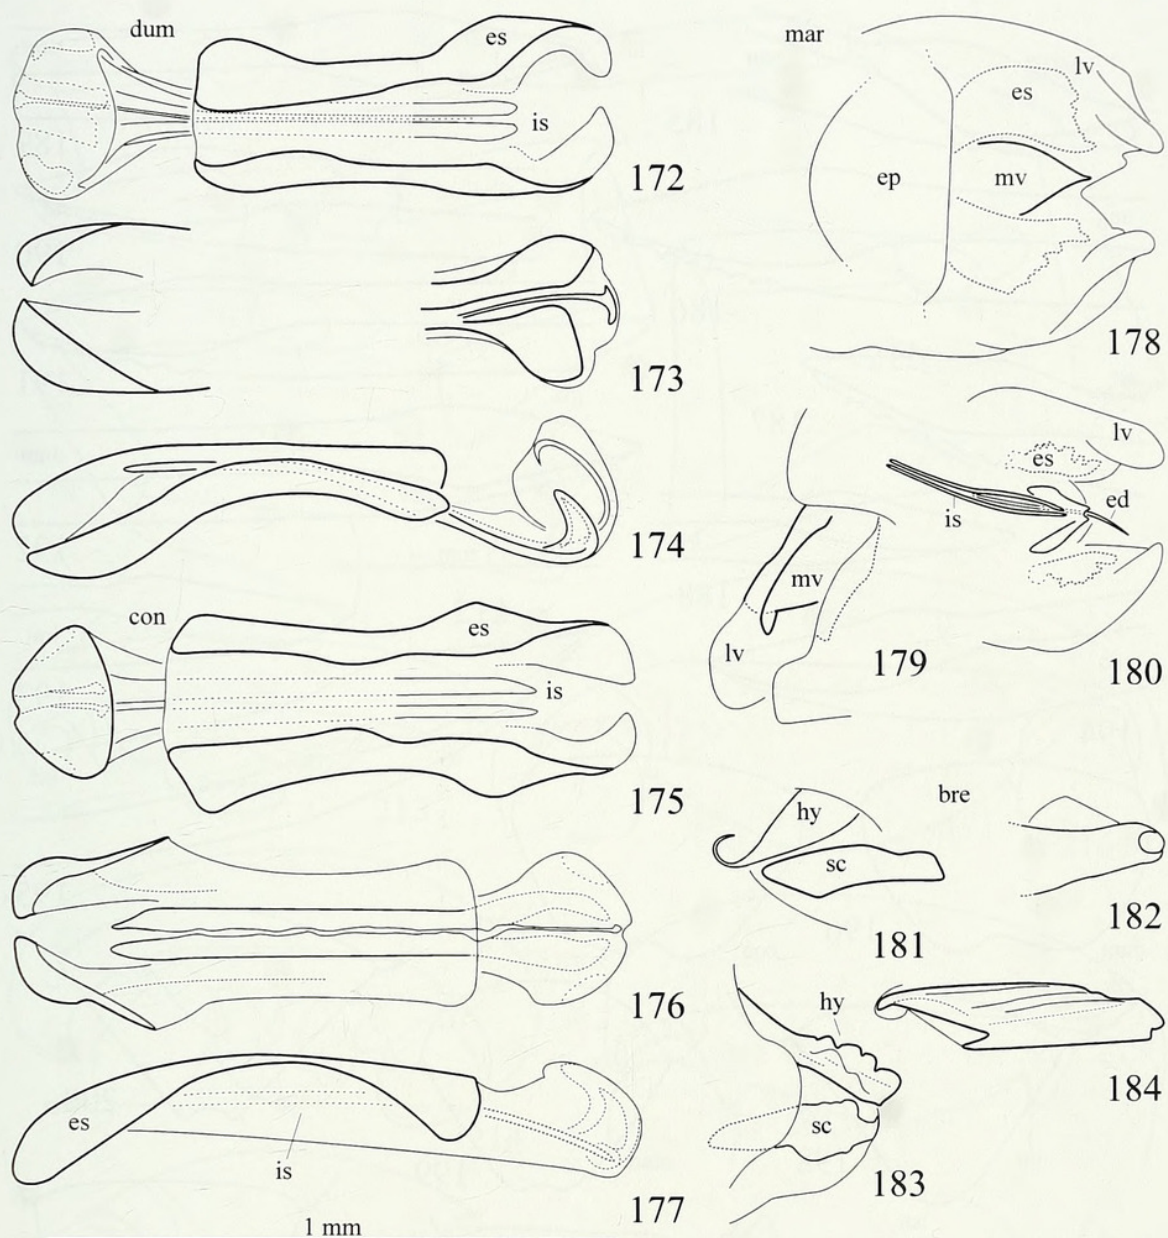 dum
es
is
172
173
174
con
es
is
175
176
es
is
177
1 mm
mar
lv
es
ep
mv
178
lv
es
is
ed
mv
lv
179
180
bre
hy
sc
181
182
hy
sc
183
184